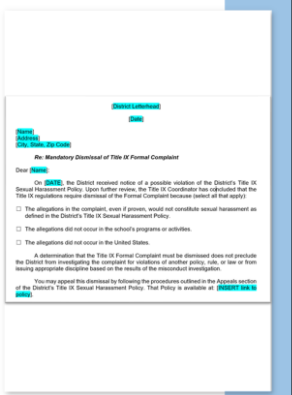 [District Letterhead]
[Date]
[Name]
[Address]
[City, State, Zip Code]
Re: Mandatory Dismissal of Title IX Formal Complaint
Dear [Name]:
On [DATE], the District received notice of a possible violation of the District's Title IX
Sexual Harassment Policy. Upon further review, the Title IX Coordinator has concluded that the
Title IX regulations require dismissal of the Formal Complaint because (select all that apply):
☐ The allegations in the complaint, even if proven, would not constitute sexual harassment as
defined in the District's Title IX Sexual Harassment Policy.
☐ The allegations did not occur in the school's programs or activities.
☐ The allegations did not occur in the United States.
A determination that the Title IX Formal Complaint must be dismissed does not preclude
the District from investigating the complaint for violations of another policy, rule, or law or from
issuing appropriate discipline based on the results of the misconduct investigation.
You may appeal this dismissal by following the procedures outlined in the Appeals section
of the District's Title IX Sexual Harassment Policy. That Policy is available at: [INSERT link to
policy].